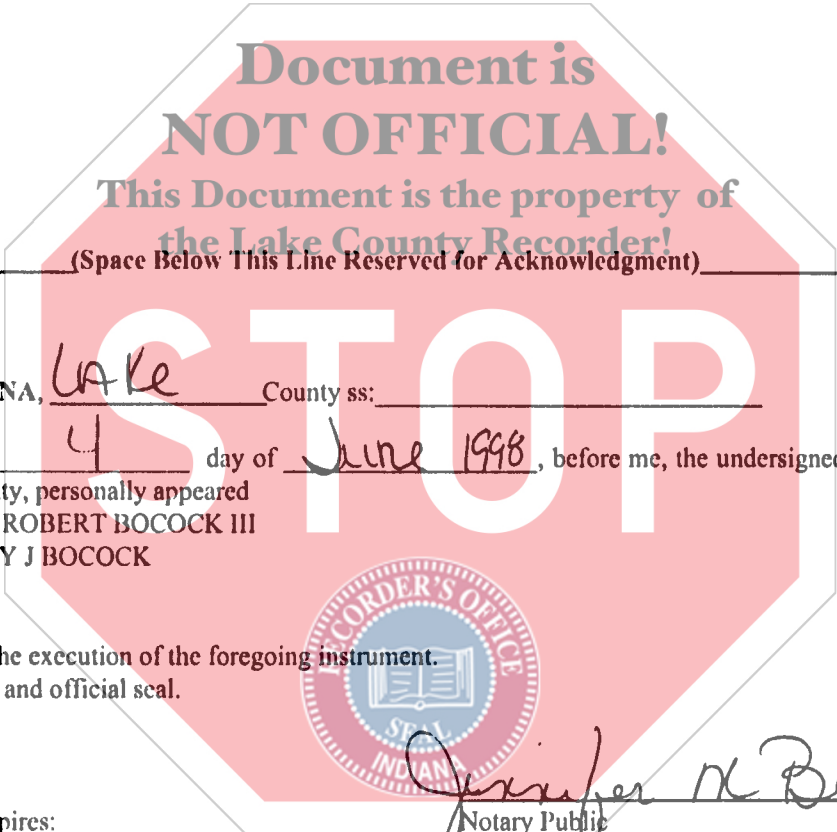 Document is
NOT OFFICIAL!
This Document is the property of
the Lake County Recorder!
(Space Below This Line Reserved for Acknowledgment)
STOP
NA, LAKe County ss:
4 day of June 1998, before me, the undersigned
ty, personally appeared
ROBERT BOCOCK III
Y J BOCOCK
RECORDER'S OFFICE
he execution of the foregoing instrument.
and official seal.
SEAL
INDIANA
Jennifer
pires:
Notary Public